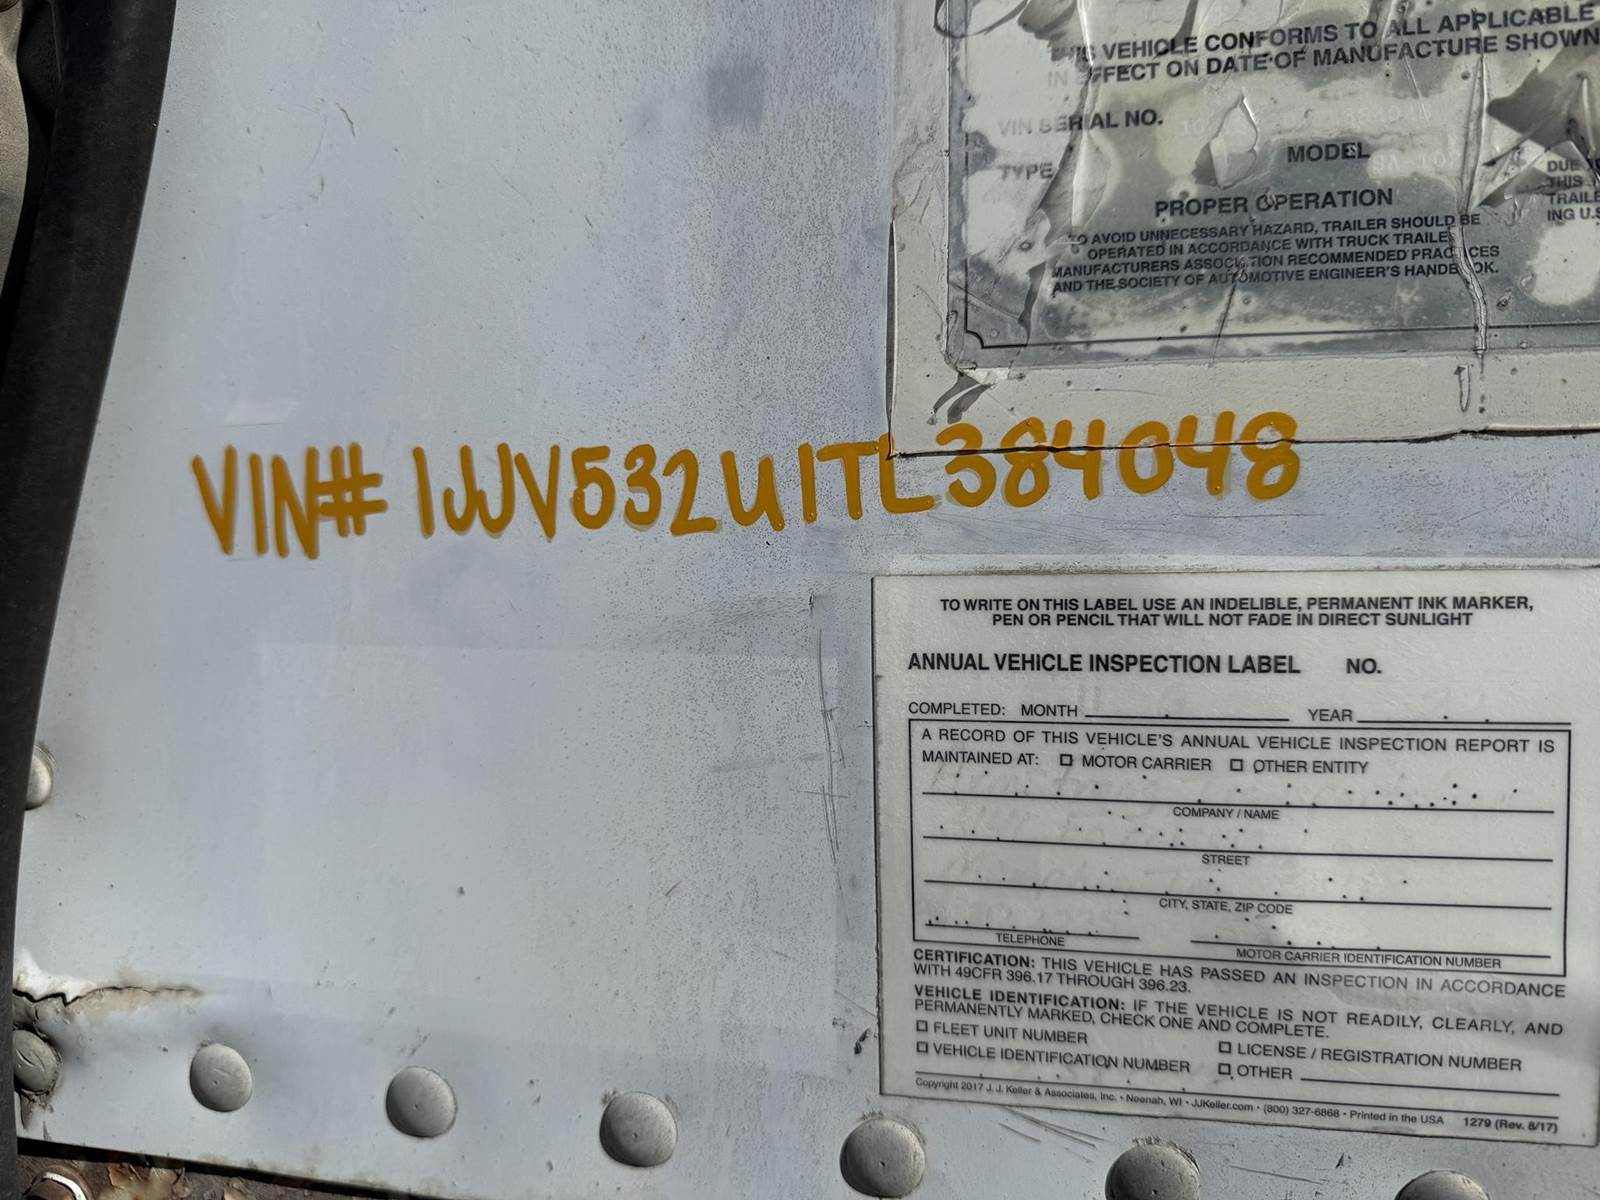 THIS VEHICLE CONFORMS TO ALL APPLICABLE
IN EFFECT ON DATE OF MANUFACTURE SHOWN
VIN SERIAL NO.
TYPE
MODEL
PROPER OPERATION
TO AVOID UNNECESSARY HAZARD, TRAILER SHOULD BE
OPERATED IN ACCORDANCE WITH TRUCK TRAILER
MANUFACTURERS ASSOCIATION RECOMMENDED PRACTICES
AND THE SOCIETY OF AUTOMOTIVE ENGINEER'S HANDBOOK.
DUE TO
THIS
TRAILE
ING U.S
VIN# 1JJV532U1TL384048
TO WRITE ON THIS LABEL USE AN INDELIBLE, PERMANENT INK MARKER,
PEN OR PENCIL THAT WILL NOT FADE IN DIRECT SUNLIGHT
ANNUAL VEHICLE INSPECTION LABEL NO.
COMPLETED: MONTH YEAR
A RECORD OF THIS VEHICLE'S ANNUAL VEHICLE INSPECTION REPORT IS
MAINTAINED AT: ☐ MOTOR CARRIER ☐ OTHER ENTITY
COMPANY / NAME
STREET
CITY, STATE, ZIP CODE
TELEPHONE MOTOR CARRIER IDENTIFICATION NUMBER
CERTIFICATION: THIS VEHICLE HAS PASSED AN INSPECTION IN ACCORDANCE
WITH 49CFR 396.17 THROUGH 396.23.
VEHICLE IDENTIFICATION: IF THE VEHICLE IS NOT READILY, CLEARLY, AND
PERMANENTLY MARKED, CHECK ONE AND COMPLETE.
☐ FLEET UNIT NUMBER ☐ LICENSE / REGISTRATION NUMBER
☐ VEHICLE IDENTIFICATION NUMBER ☐ OTHER
Copyright 2017 J. J. Keller & Associates, Inc. • Neenah, WI • JJKeller.com • (800) 327-6868 • Printed in the USA 1279 (Rev. 8/17)